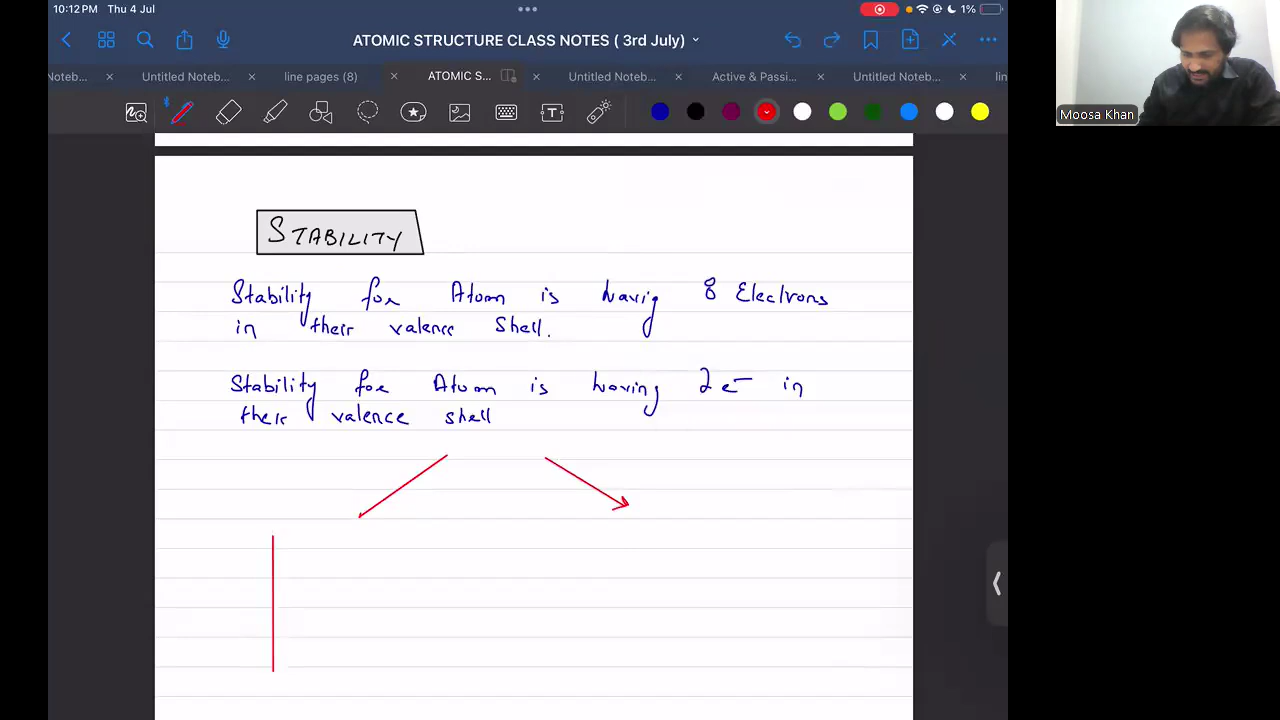 10:12 PM Thu 4 Jul
1%
ATOMIC STRUCTURE CLASS NOTES ( 3rd July)
Noteb...
Untitled Noteb...
line pages (8)
ATOMIC S...
Untitled Noteb...
Active & Passi...
Untitled Noteb...
lin
T
Moosa Khan
STABILITY
Stability for Atom is havig 8 Electrons
in their valence shell.
Stability for Atom is having 2e⁻ in
their valence shell